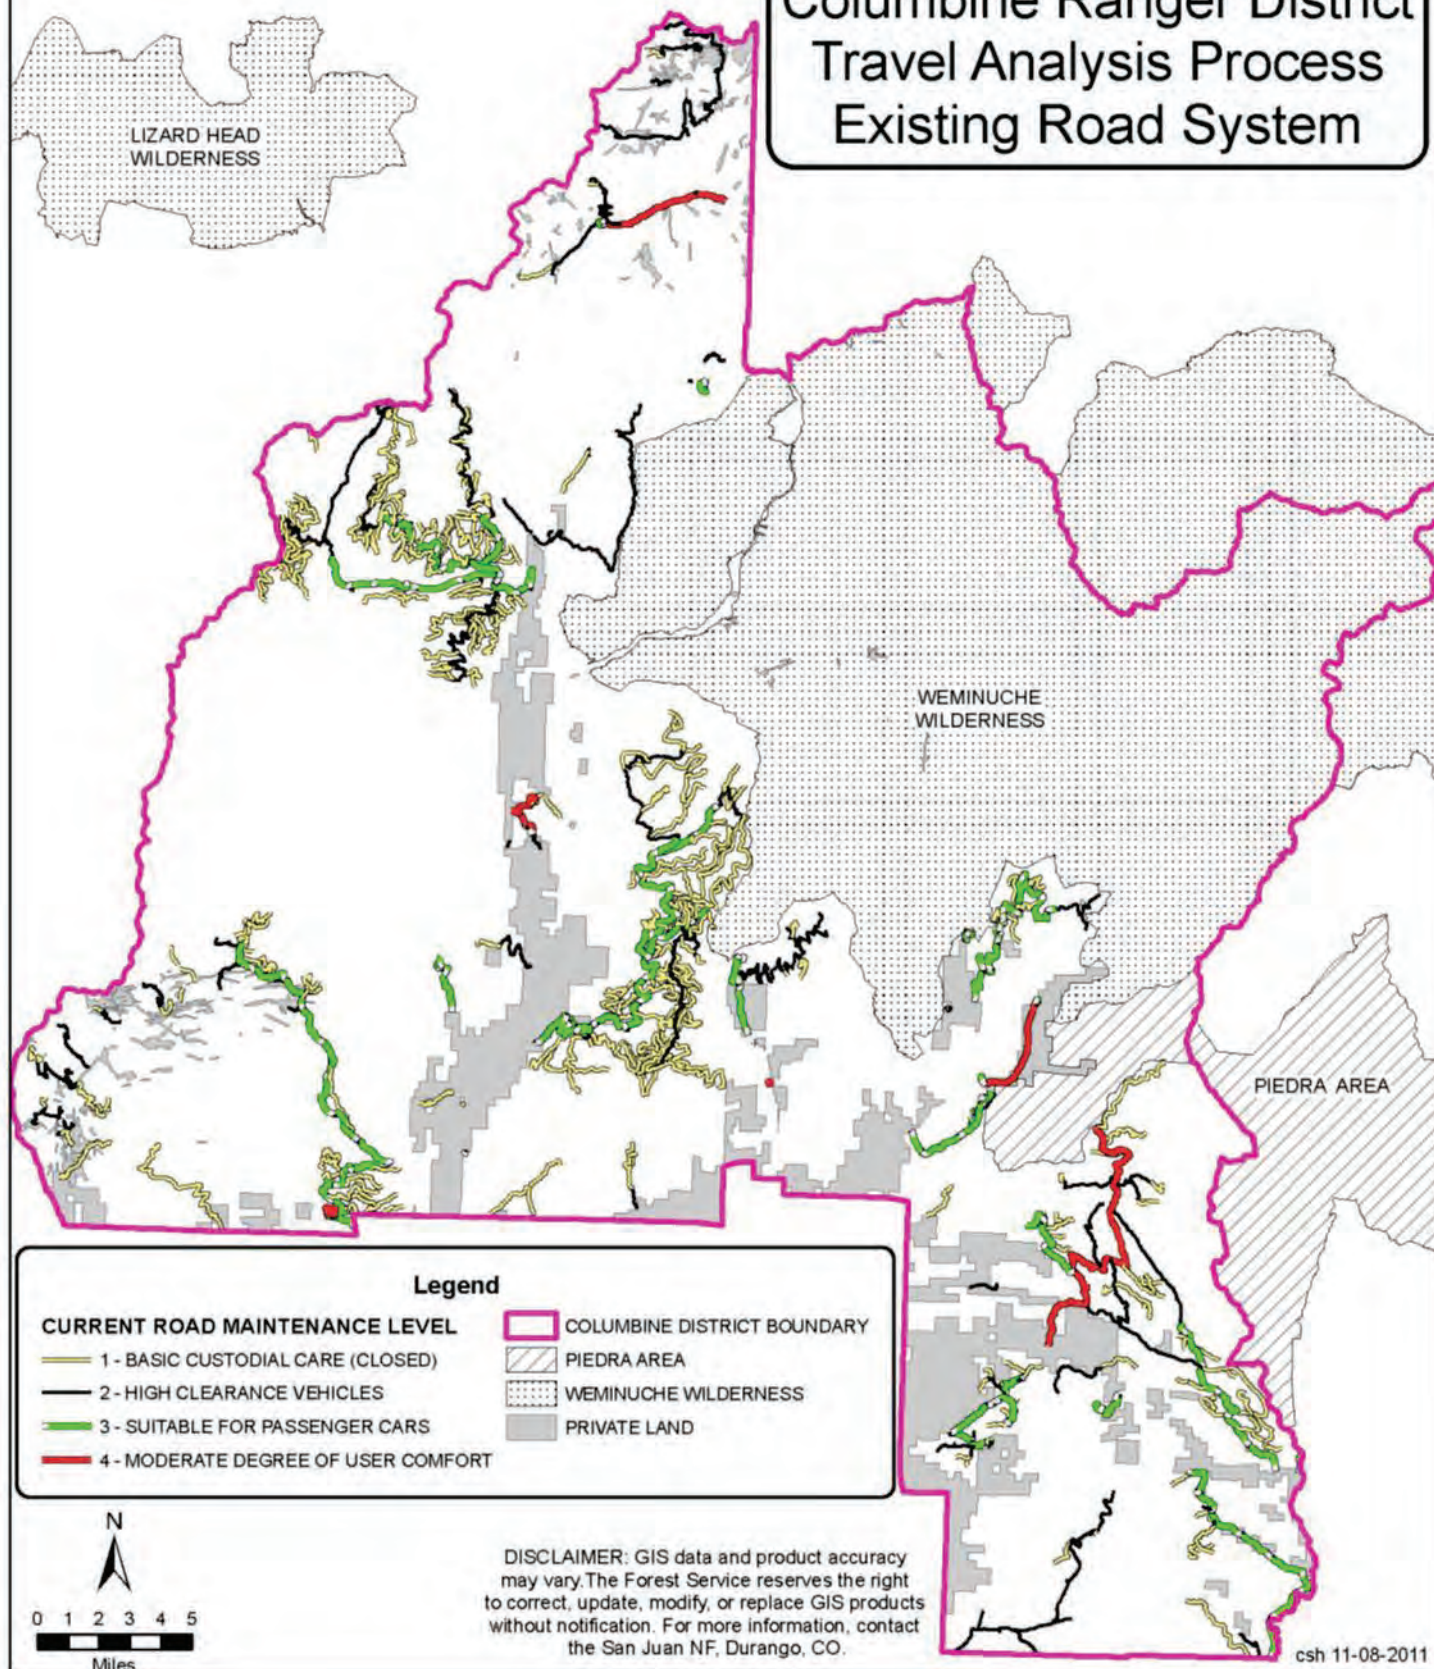 Columbine Ranger District
Travel Analysis Process
Existing Road System
LIZARD HEAD
WILDERNESS
WEMINUCHE
WILDERNESS
PIEDRA AREA
Legend
CURRENT ROAD MAINTENANCE LEVEL
1 - BASIC CUSTODIAL CARE (CLOSED)
2 - HIGH CLEARANCE VEHICLES
3 - SUITABLE FOR PASSENGER CARS
4 - MODERATE DEGREE OF USER COMFORT
COLUMBINE DISTRICT BOUNDARY
PIEDRA AREA
WEMINUCHE WILDERNESS
PRIVATE LAND
N
0 1 2 3 4 5
Miles
DISCLAIMER: GIS data and product accuracy
may vary.The Forest Service reserves the right
to correct, update, modify, or replace GIS products
without notification. For more information, contact
the San Juan NF, Durango, CO.
csh 11-08-2011